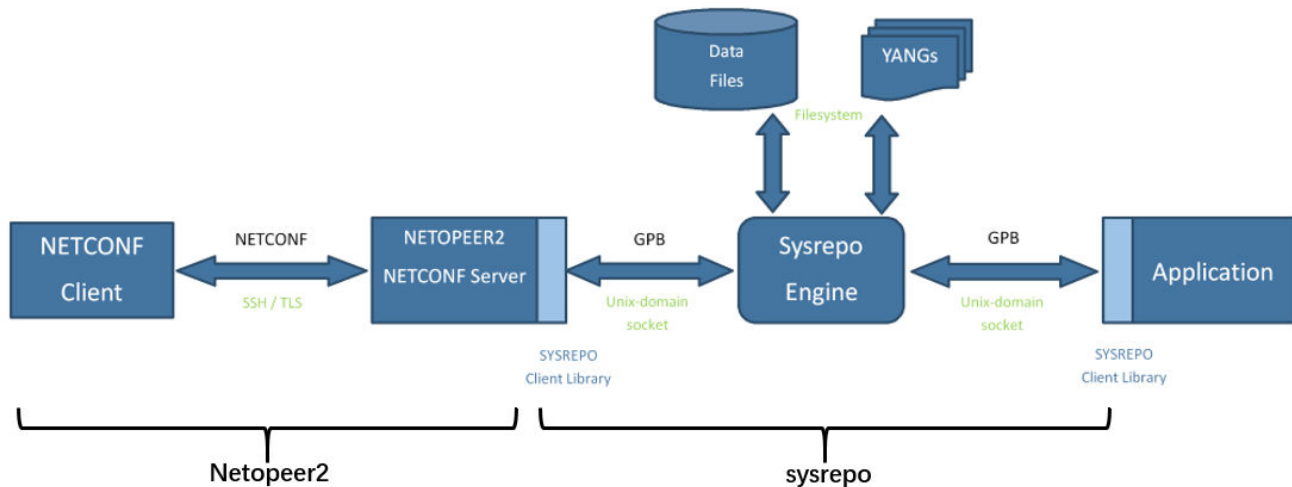 Data
Files
YANGs
Filesystem
NETCONF
Client
NETCONF
SSH / TLS
NETOPEER2
NETCONF Server
SYSREPO
Client Library
GPB
Unix-domain
socket
Sysrepo
Engine
GPB
Unix-domain
socket
Application
SYSREPO
Client Library
Netopeer2
sysrepo